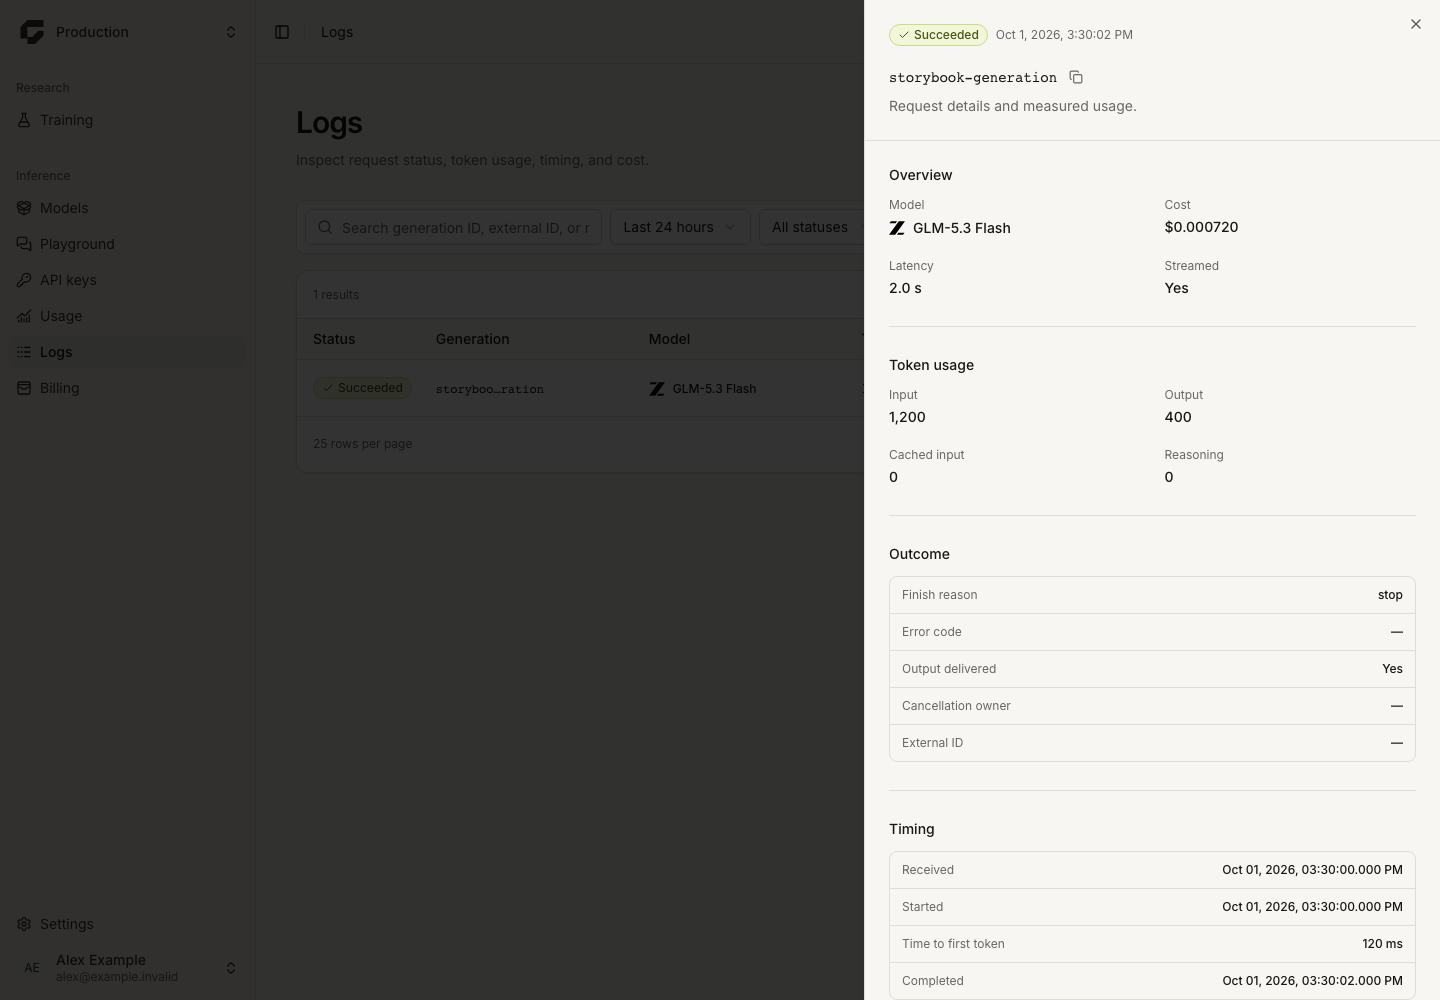 Production
Research
Training
Inference
Models
Playground
API keys
Usage
Logs
Billing
Settings
AE
Alex Example
alex@example.invalid
Logs
Logs
Inspect request status, token usage, timing, and cost.
Search generation ID, external ID, or r
Last 24 hours
All statuses
1 results
Status Generation Model
Succeeded storyboo…ration GLM-5.3 Flash
25 rows per page
Succeeded Oct 1, 2026, 3:30:02 PM
storybook-generation
Request details and measured usage.
Overview
Model Cost
GLM-5.3 Flash $0.000720
Latency Streamed
2.0 s Yes
Token usage
Input Output
1,200 400
Cached input Reasoning
0 0
Outcome
Finish reason stop
Error code —
Output delivered Yes
Cancellation owner —
External ID —
Timing
Received Oct 01, 2026, 03:30:00.000 PM
Started Oct 01, 2026, 03:30:00.000 PM
Time to first token 120 ms
Completed Oct 01, 2026, 03:30:02.000 PM